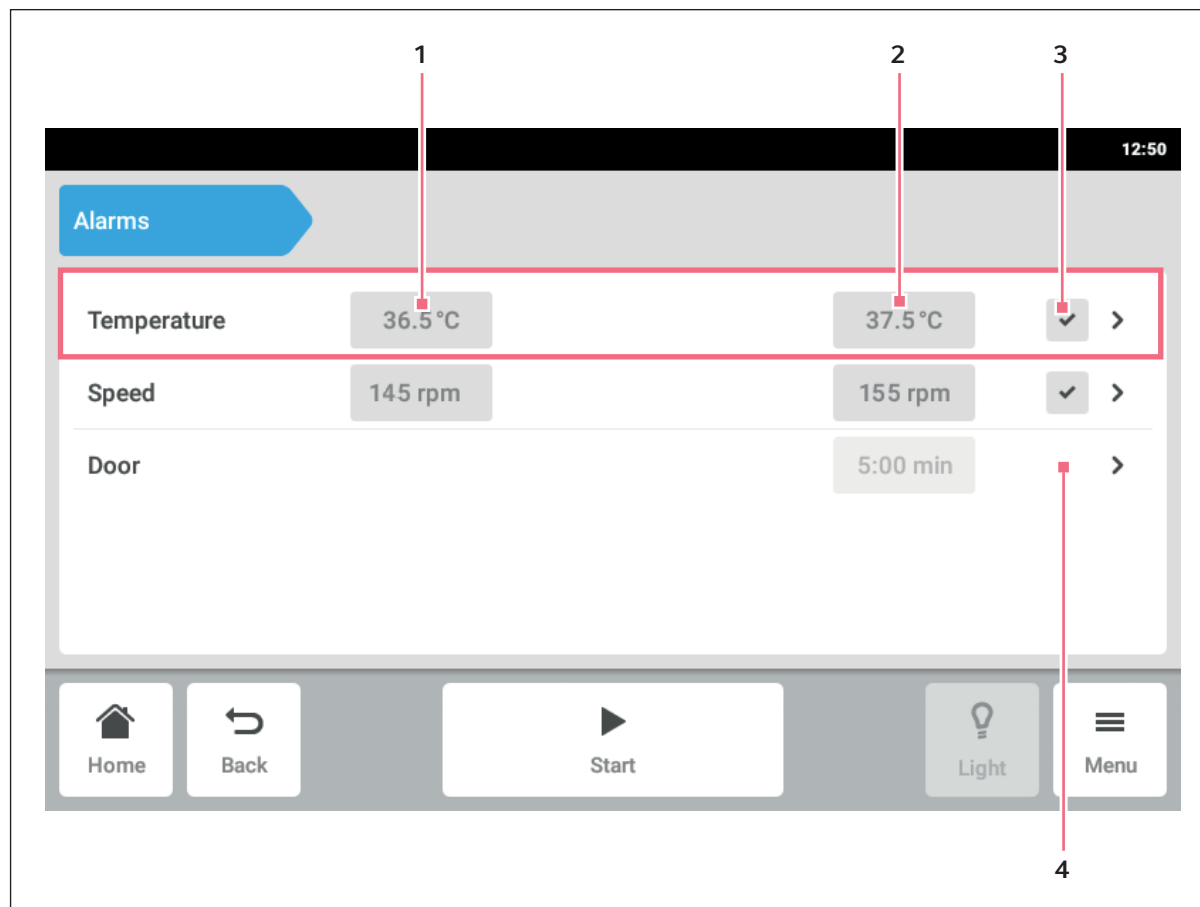 1 2 3
12:50
Alarms
Temperature 36.5°C 37.5°C
Speed 145 rpm 155 rpm
Door 5:00 min
Home Back Start Light Menu
4